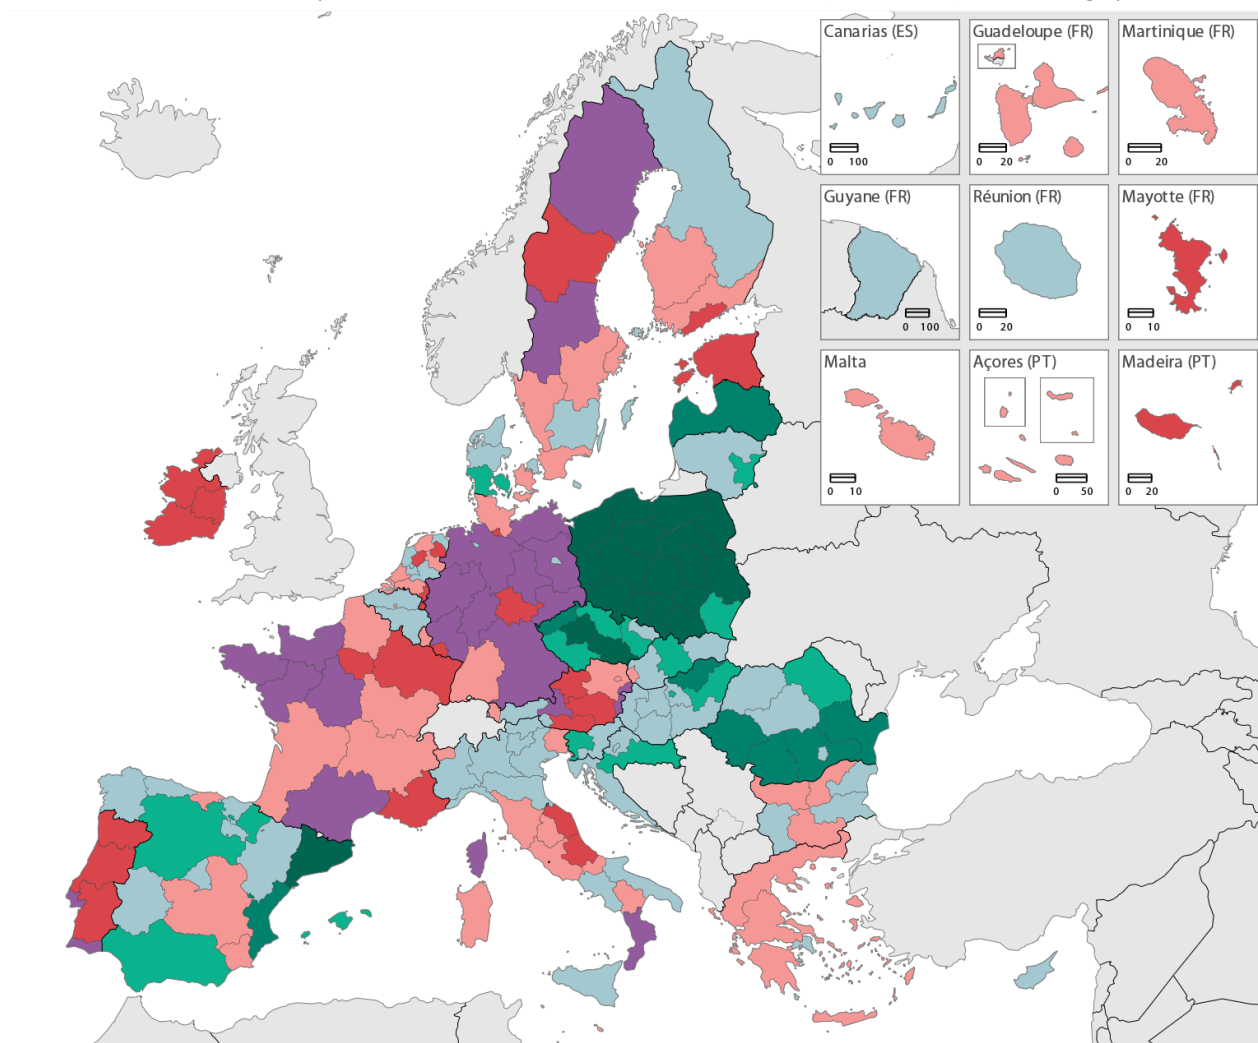 Canarias (ES)
0 100
Guadeloupe (FR)
0 20
Martinique (FR)
0 20
Guyane (FR)
0 100
Réunion (FR)
0 20
Mayotte (FR)
0 10
Malta
0 10
Açores (PT)
0 50
Madeira (PT)
0 20